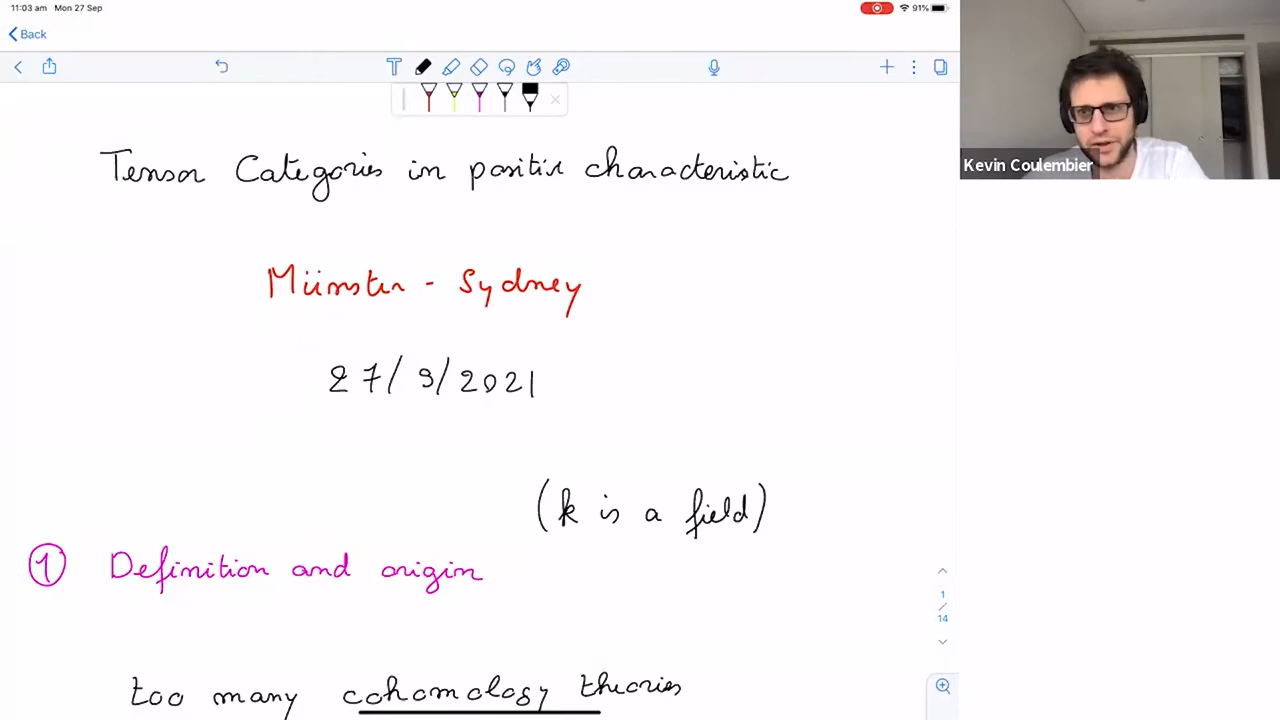 11:03 am Mon 27 Sep
91%
Back
Tensor Categories in positive characteristic
Kevin Coulembier
Münster - Sydney
27/9/2021
(k is a field)
1 Definition and origin
1
/
14
too many cohomology theories